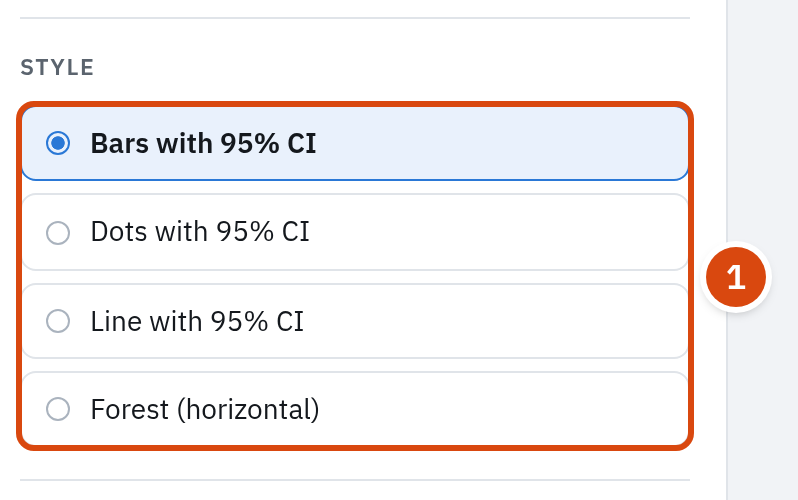 STYLE
Bars with 95% CI
Dots with 95% CI
Line with 95% CI
1
Forest (horizontal)